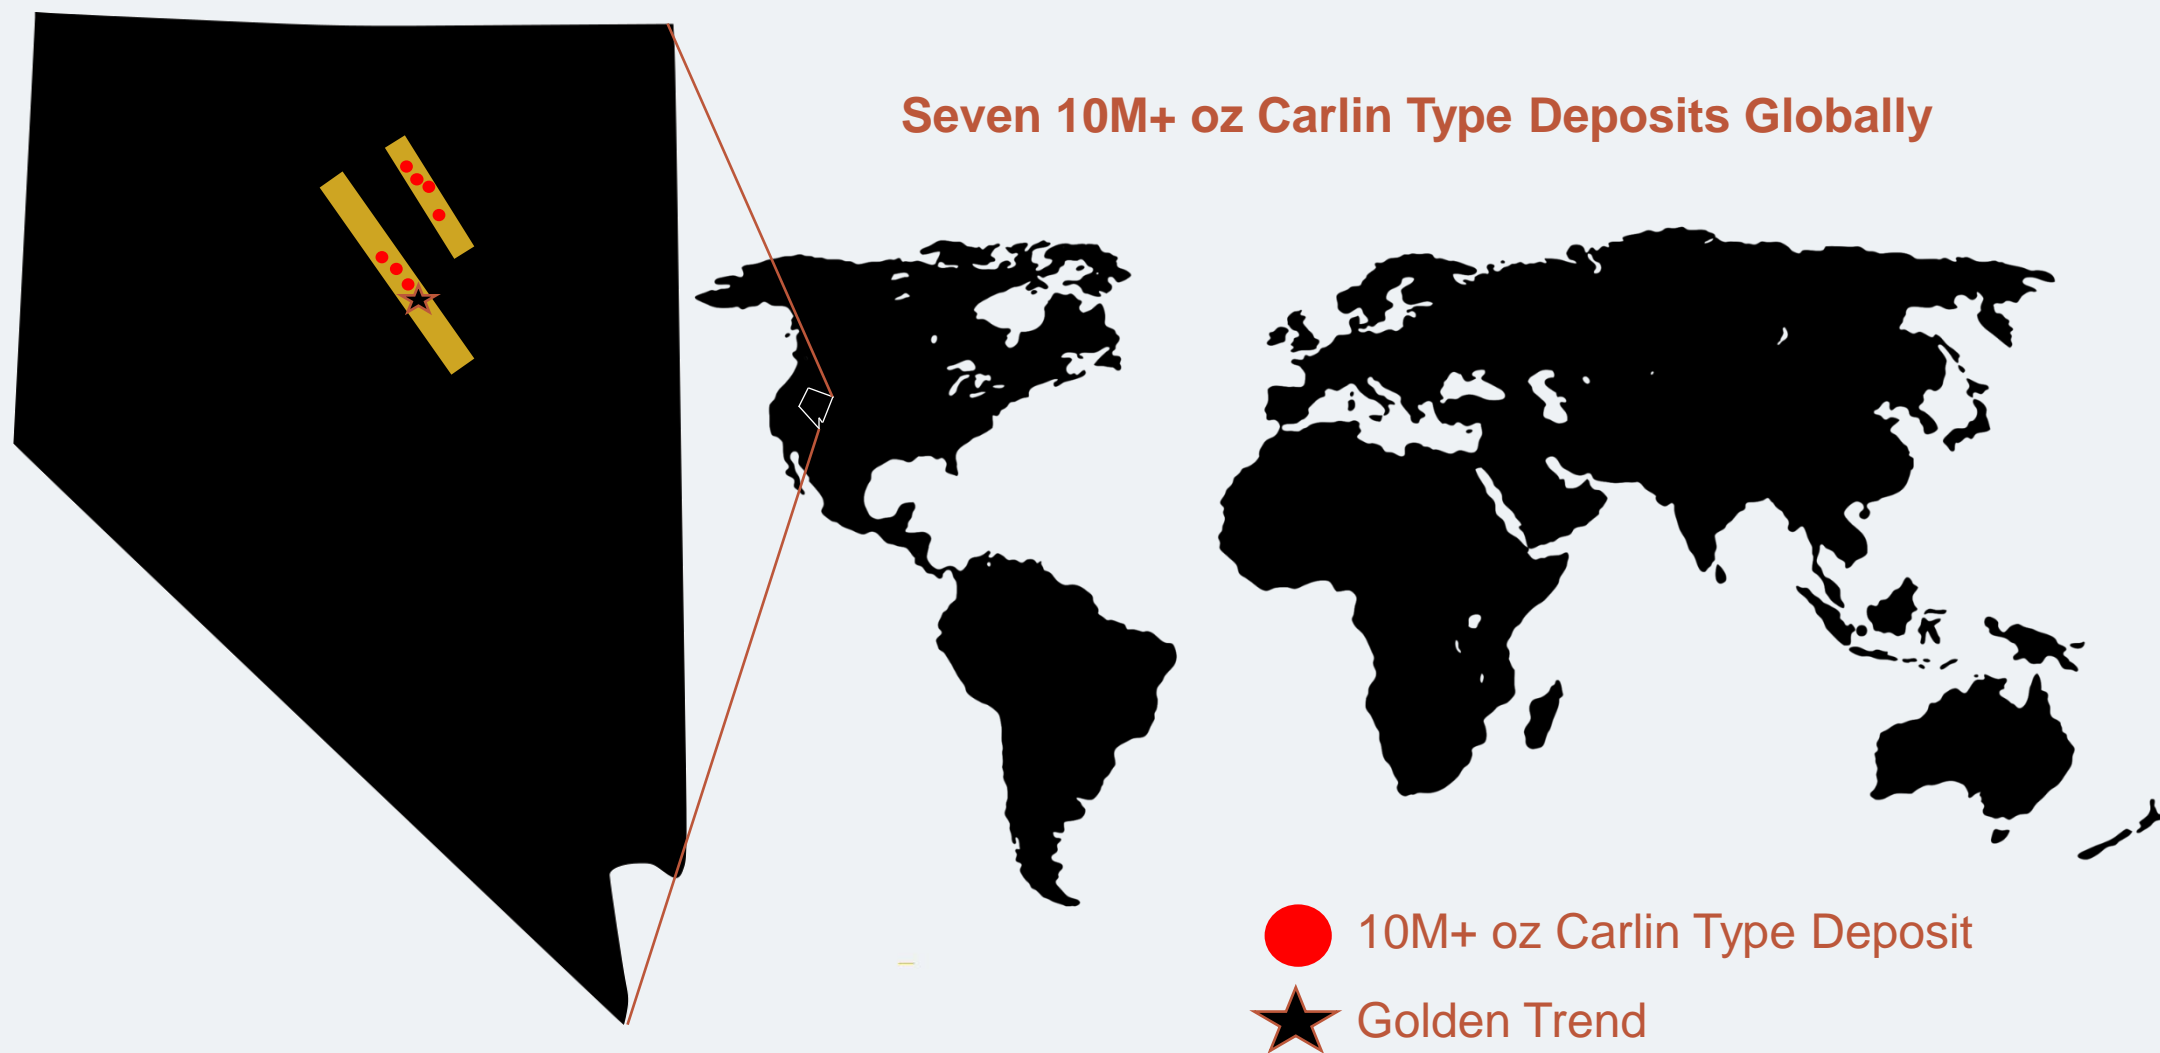 Seven 10M+ oz Carlin Type Deposits Globally
10M+ oz Carlin Type Deposit
Golden Trend